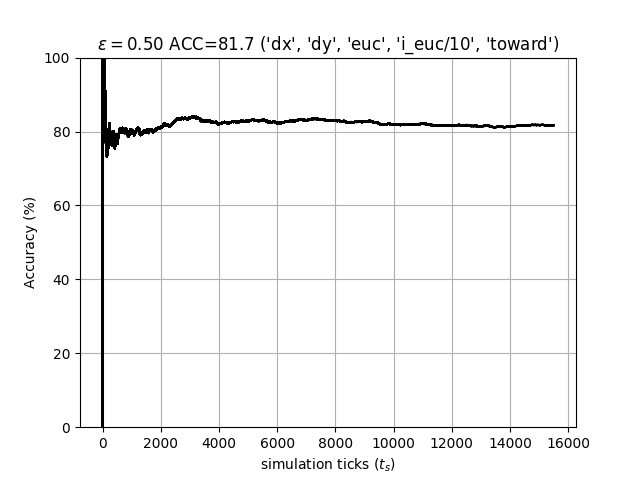 ε = 0.50 ACC=81.7 ('dx', 'dy', 'euc', 'i_euc/10', 'toward')
100
80
60
40
20
0
Accuracy (%)
0 2000 4000 6000 8000 10000 12000 14000 16000
simulation ticks (t_s)